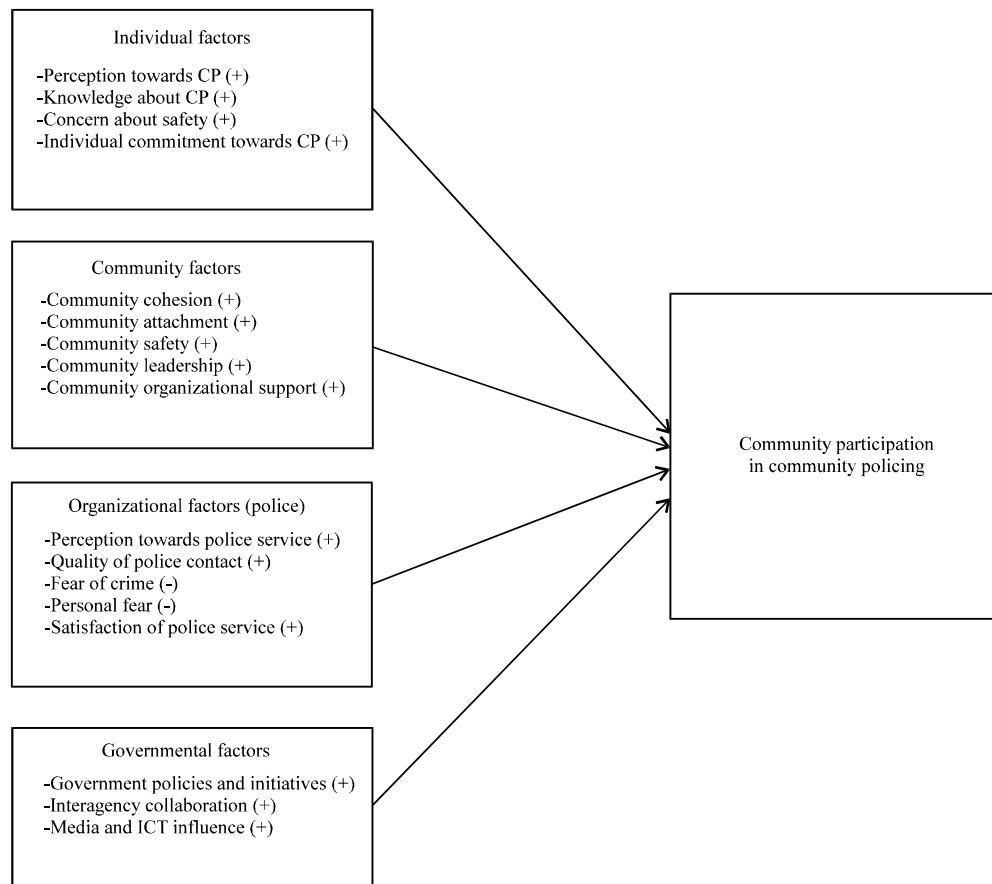 Individual factors
-Perception towards CP (+)
-Knowledge about CP (+)
-Concern about safety (+)
-Individual commitment towards CP (+)
Community factors
-Community cohesion (+)
-Community attachment (+)
-Community safety (+)
-Community leadership (+)
-Community organizational support (+)
Organizational factors (police)
-Perception towards police service (+)
-Quality of police contact (+)
-Fear of crime (-)
-Personal fear (-)
-Satisfaction of police service (+)
Governmental factors
-Government policies and initiatives (+)
-Interagency collaboration (+)
-Media and ICT influence (+)
Community participation
in community policing